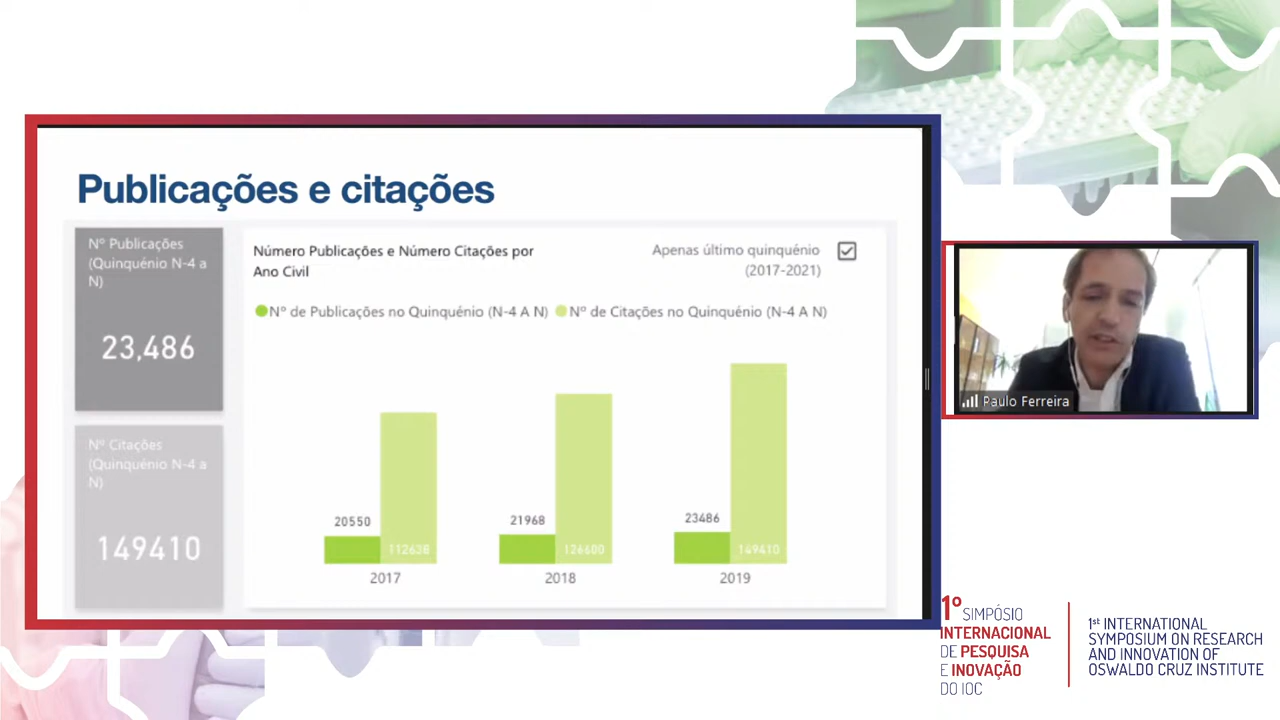 Publicações e citações
Nº Publicações
(Quinquénio N-4 a
N)
23,486
Nº Citações
(Quinquénio N-4 a
N)
149410
Número Publicações e Número Citações por
Ano Civil
Apenas último quinquénio
(2017-2021)
Nº de Publicações no Quinquénio (N-4 A N) Nº de Citações no Quinquénio (N-4 A N)
20550
112638
2017
21968
126600
2018
23486
149410
2019
Paulo Ferreira
1º SIMPÓSIO
INTERNACIONAL
DE PESQUISA
E INOVAÇÃO
DO IOC
1st INTERNATIONAL
SYMPOSIUM ON RESEARCH
AND INNOVATION OF
OSWALDO CRUZ INSTITUTE